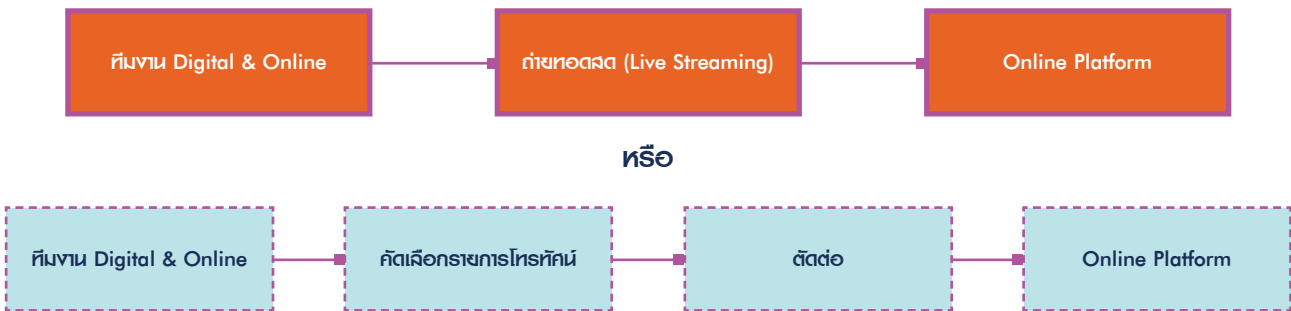 ทีมงาน Digital & Online ถ่ายทอดสด (Live Streaming) Online Platform
หรือ
ทีมงาน Digital & Online คัดเลือกรายการโทรทัศน์ ตัดต่อ Online Platform